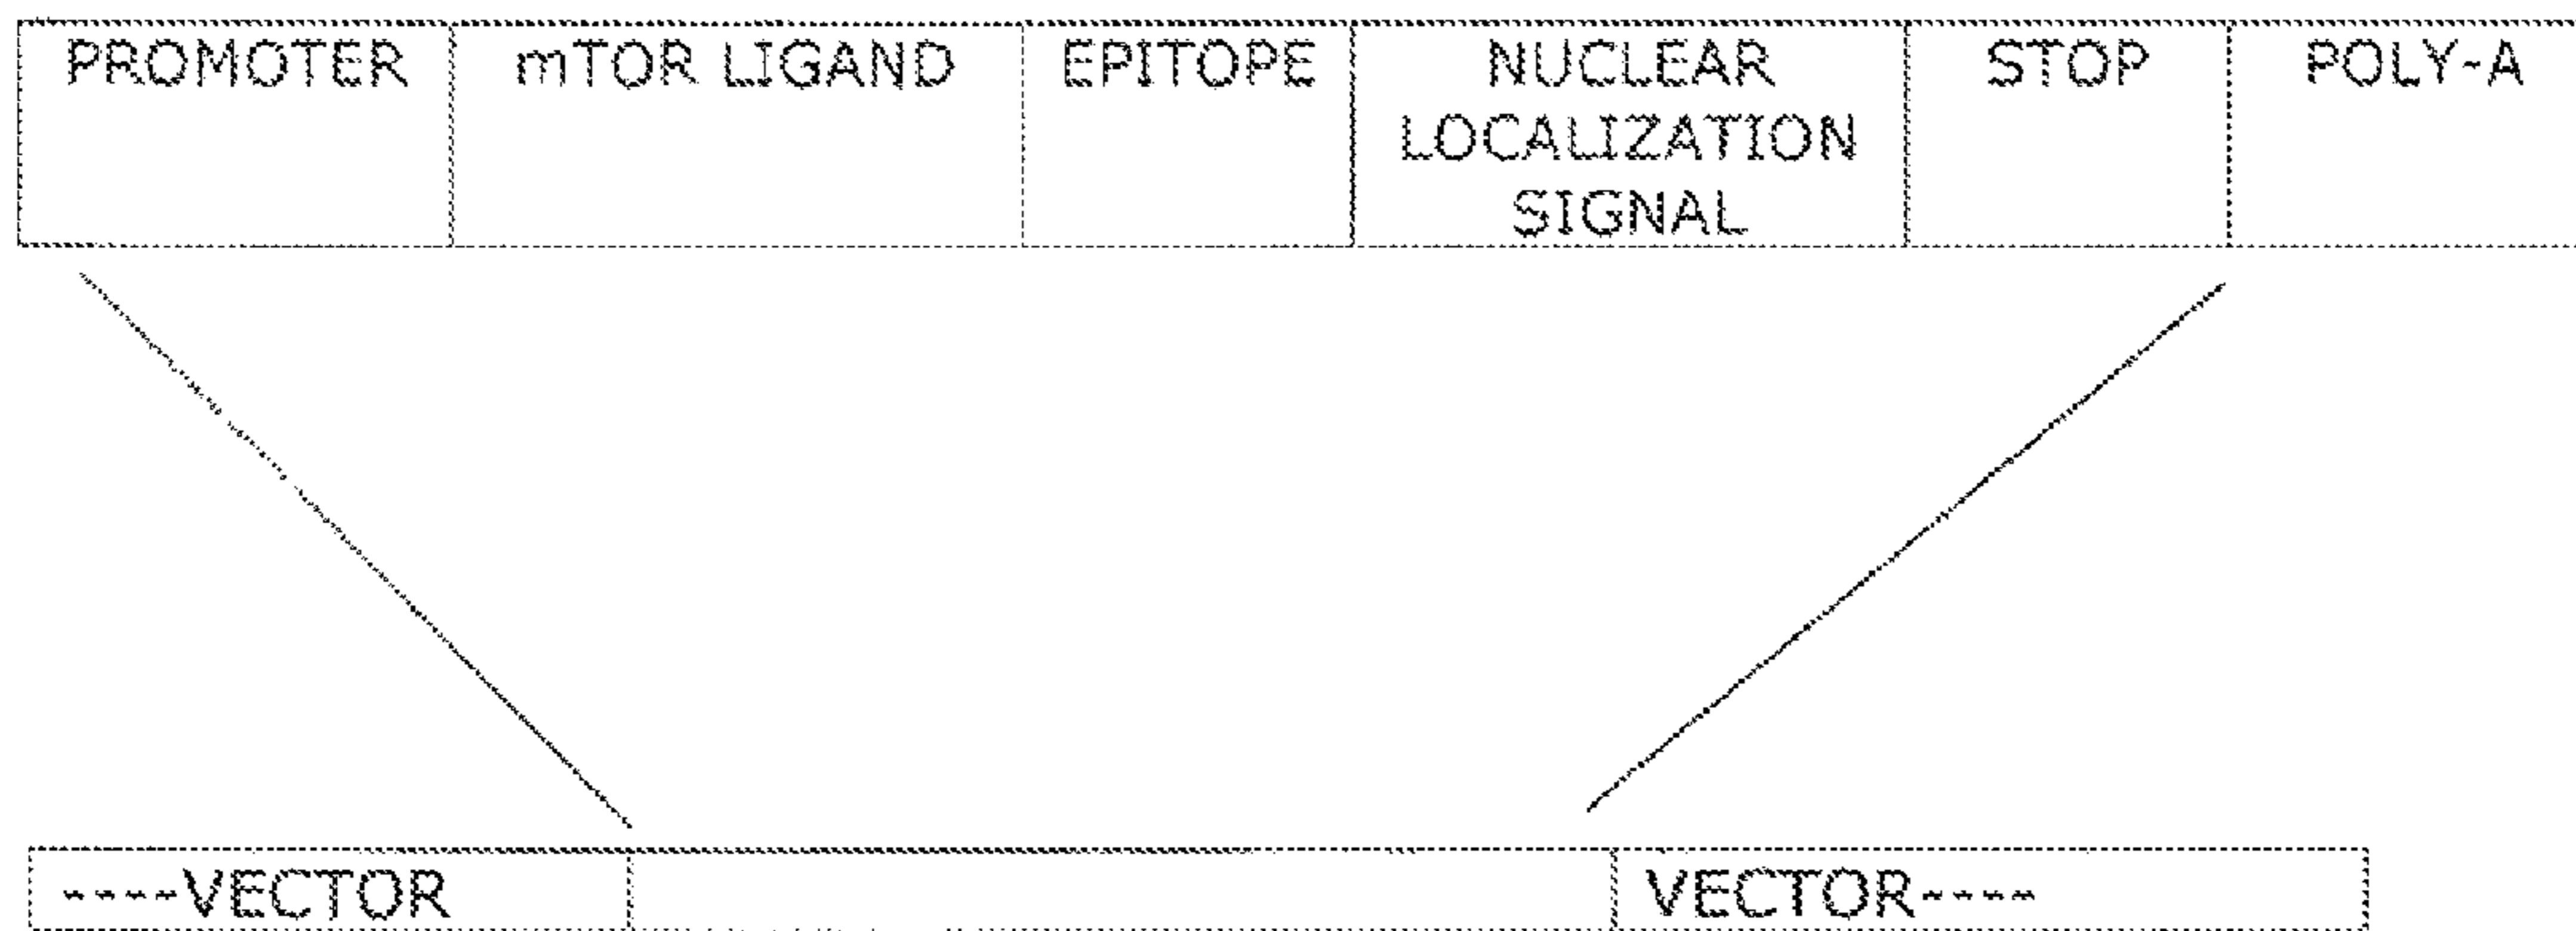 PROMOTER mTOR LIGAND EPITOPE NUCLEAR STOP POLY-A
LOCALIZATION
SIGNAL
----VECTOR VECTOR----